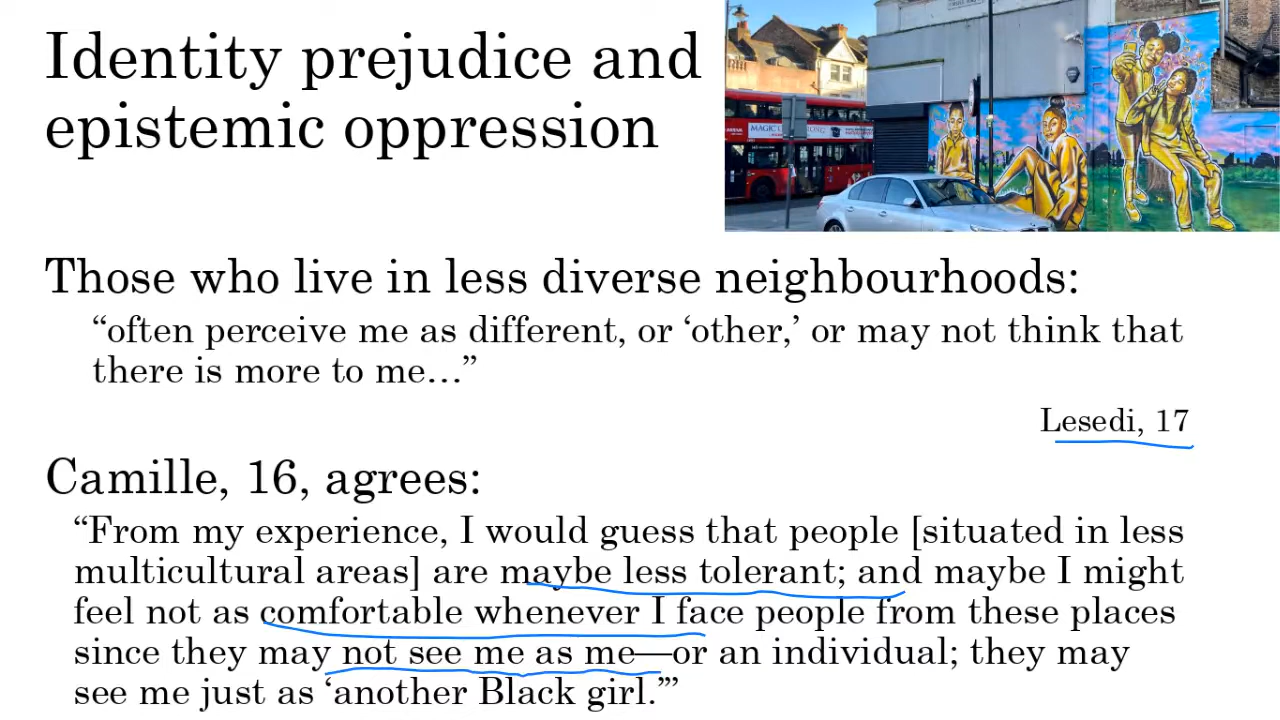 Identity prejudice and
epistemic oppression
MAGIC
Those who live in less diverse neighbourhoods:
“often perceive me as different, or ‘other,’ or may not think that
there is more to me…”
Lesedi, 17
Camille, 16, agrees:
“From my experience, I would guess that people [situated in less
multicultural areas] are maybe less tolerant; and maybe I might
feel not as comfortable whenever I face people from these places
since they may not see me as me—or an individual; they may
see me just as ‘another Black girl.’”